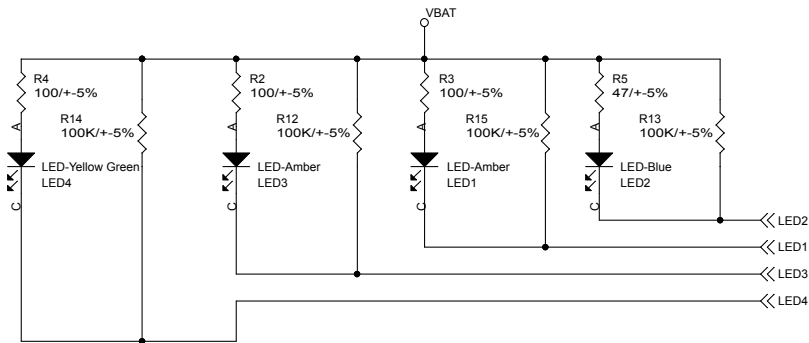 VBAT
R4
100/+-5%
R14
100K/+-5%
A
LED-Yellow Green
LED4
C
R2
100/+-5%
R12
100K/+-5%
A
LED-Amber
LED3
C
R3
100/+-5%
R15
100K/+-5%
A
LED-Amber
LED1
C
R5
47/+-5%
R13
100K/+-5%
A
LED-Blue
LED2
C
LED2
LED1
LED3
LED4